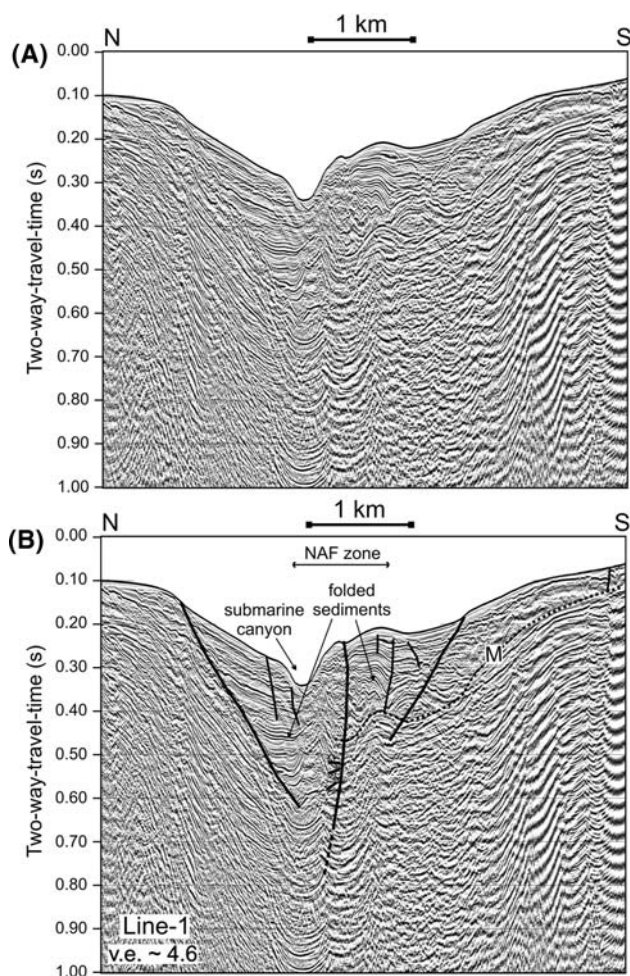 (A)
N
1 km
S
Two-way-travel-time (s)
0.00
0.10
0.20
0.30
0.40
0.50
0.60
0.70
0.80
0.90
1.00
(B)
N
1 km
S
NAF zone
submarine
canyon
folded
sediments
M
NAF
Two-way-travel-time (s)
0.00
0.10
0.20
0.30
0.40
0.50
0.60
0.70
0.80
0.90
1.00
Line-1
v.e. ~ 4.6